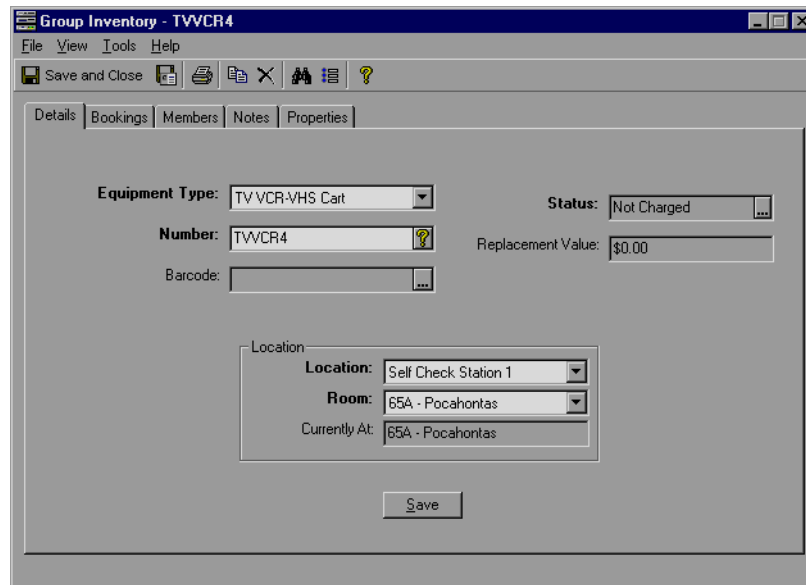 Group Inventory - TVVCR4
File View Tools Help
Save and Close
Details Bookings Members Notes Properties
Equipment Type: TV VCR-VHS Cart
Status: Not Charged ...
Number: TVVCR4
Replacement Value: $0.00
Barcode: ...
Location
Location: Self Check Station 1
Room: 65A - Pocahontas
Currently At: 65A - Pocahontas
Save